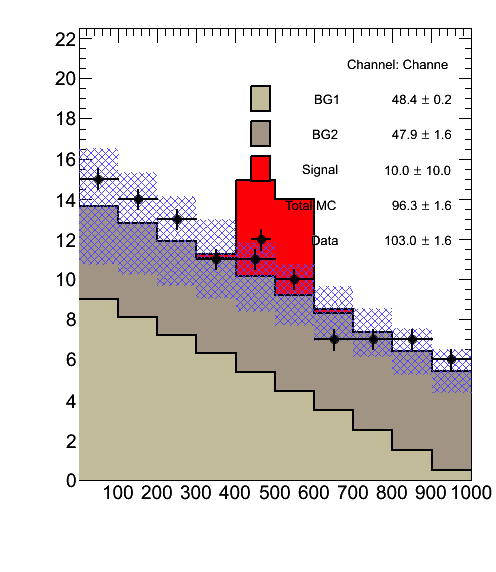 22
20
18
16
14
12
10
8
6
4
2
0
Channel: Channe
BG1 48.4 ± 0.2
BG2 47.9 ± 1.6
Signal 10.0 ± 10.0
Total MC 96.3 ± 1.6
Data 103.0 ± 1.6
100 200 300 400 500 600 700 800 900 1000